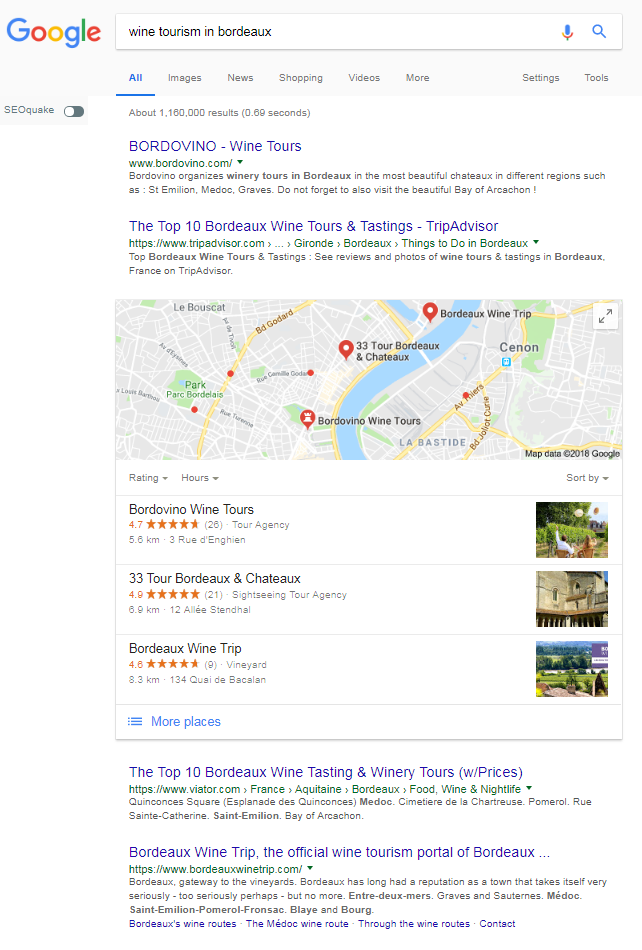 Google
wine tourism in bordeaux
All Images News Shopping Videos More Settings Tools
SEOquake
About 1,160,000 results (0.69 seconds)
BORDOVINO - Wine Tours
www.bordovino.com/
Bordovino organizes winery tours in Bordeaux in the most beautiful chateaux in different regions such
as : St Emilion, Medoc, Graves. Do not forget to also visit the beautiful Bay of Arcachon !
The Top 10 Bordeaux Wine Tours & Tastings - TripAdvisor
https://www.tripadvisor.com › ... › Gironde › Bordeaux › Things to Do in Bordeaux
Top Bordeaux Wine Tours & Tastings : See reviews and photos of wine tours & tastings in Bordeaux,
France on TripAdvisor.
Le Bouscat
Bd Godard
Bordeaux Wine Trip
33 Tour Bordeaux
& Chateaux
Cenon
Av d'Eysines
Rue Camille Godard
Park
Parc Bordelais
Louis Barthou
Rue Turenne
Av Thiers
Bd Joliot Curie
Bordovino Wine Tours
LA BASTIDE
Map data ©2018 Google
Rating Hours Sort by
Bordovino Wine Tours
4.7 (26) · Tour Agency
5.6 km · 3 Rue d'Enghien
33 Tour Bordeaux & Chateaux
4.9 (21) · Sightseeing Tour Agency
6.9 km · 12 Allée Stendhal
Bordeaux Wine Trip
4.6 (9) · Vineyard
8.3 km · 134 Quai de Bacalan
More places
The Top 10 Bordeaux Wine Tasting & Winery Tours (w/Prices)
https://www.viator.com › France › Aquitaine › Bordeaux › Food, Wine & Nightlife
Quinconces Square (Esplanade des Quinconces) Medoc. Cimetiere de la Chartreuse. Pomerol. Rue
Sainte-Catherine. Saint-Emilion. Bay of Arcachon.
Bordeaux Wine Trip, the official wine tourism portal of Bordeaux ...
https://www.bordeauxwinetrip.com/
Bordeaux, gateway to the vineyards. Bordeaux has long had a reputation as a town that takes itself very
seriously - too seriously perhaps - but no more. Entre-deux-mers. Graves and Sauternes. Médoc.
Saint-Emilion-Pomerol-Fronsac. Blaye and Bourg.
Bordeaux's wine routes · The Médoc wine route · Through the wine routes · Contact